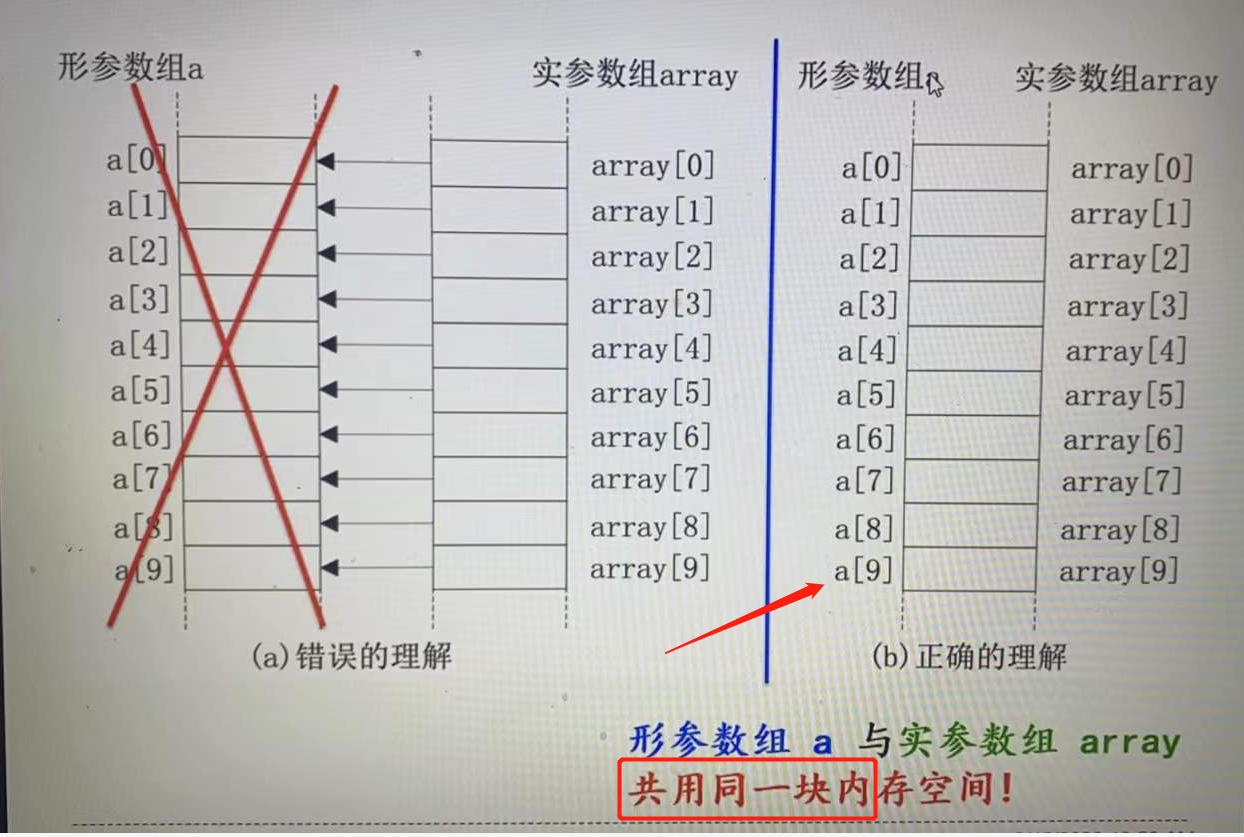 形参数组a 实参数组array 形参数组 实参数组array
a[0] array[0] a[0] array[0]
a[1] array[1] a[1] array[1]
a[2] array[2] a[2] array[2]
a[3] array[3] a[3] array[3]
a[4] array[4] a[4] array[4]
a[5] array[5] a[5] array[5]
a[6] array[6] a[6] array[6]
a[7] array[7] a[7] array[7]
a[8] array[8] a[8] array[8]
a[9] array[9] a[9] array[9]
(a)错误的理解 (b)正确的理解
形参数组 a 与实参数组 array
共用同一块内存空间!